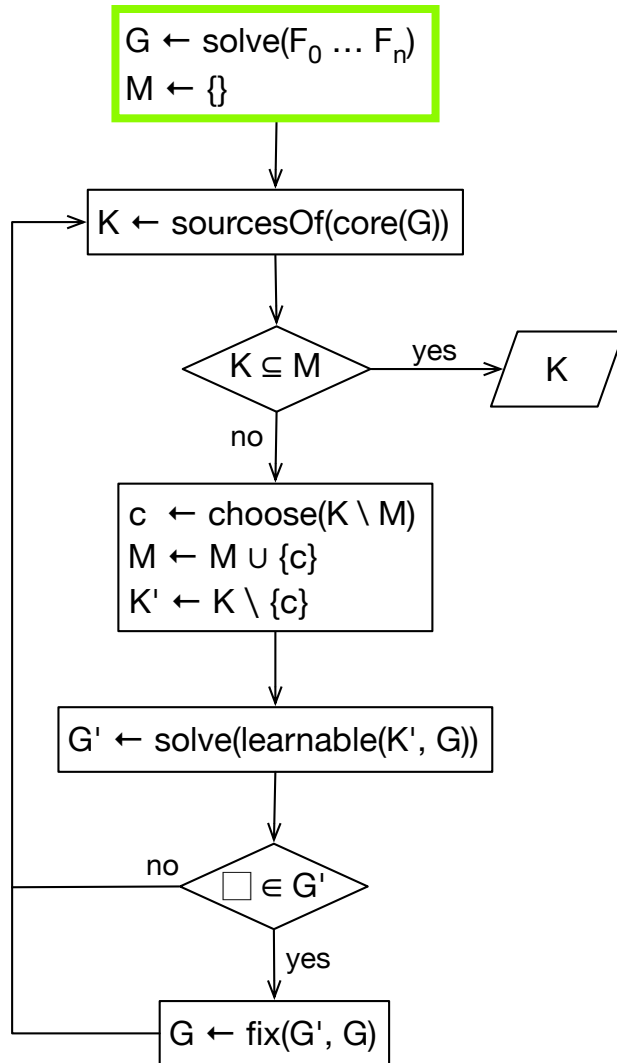 G ← solve(F₀ … Fₙ)
M ← {}
K ← sourcesOf(core(G))
K ⊆ M
yes
K
no
c ← choose(K \ M)
M ← M ∪ {c}
K' ← K \ {c}
G' ← solve(learnable(K', G))
no
□ ∈ G'
yes
G ← fix(G', G)